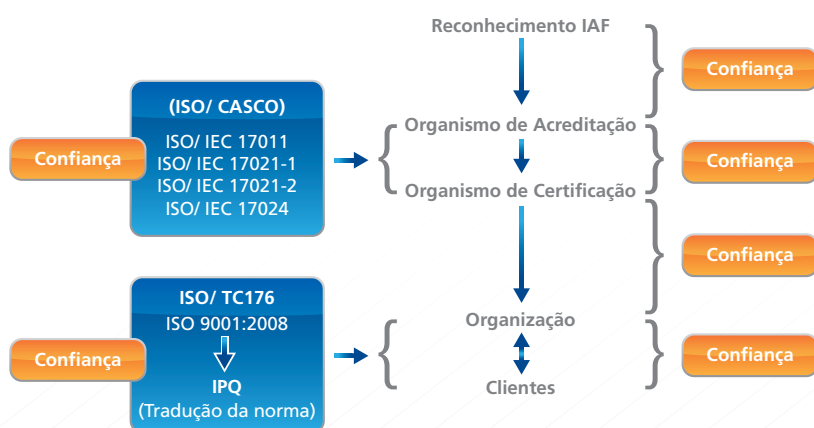 Reconhecimento IAF
Confiança
(ISO/ CASCO)
ISO/ IEC 17011
ISO/ IEC 17021-1
ISO/ IEC 17021-2
ISO/ IEC 17024
Confiança
Organismo de Acreditação
Organismo de Certificação
Confiança
Confiança
ISO/ TC176
ISO 9001:2008
IPQ
(Tradução da norma)
Confiança
Organização
Clientes
Confiança